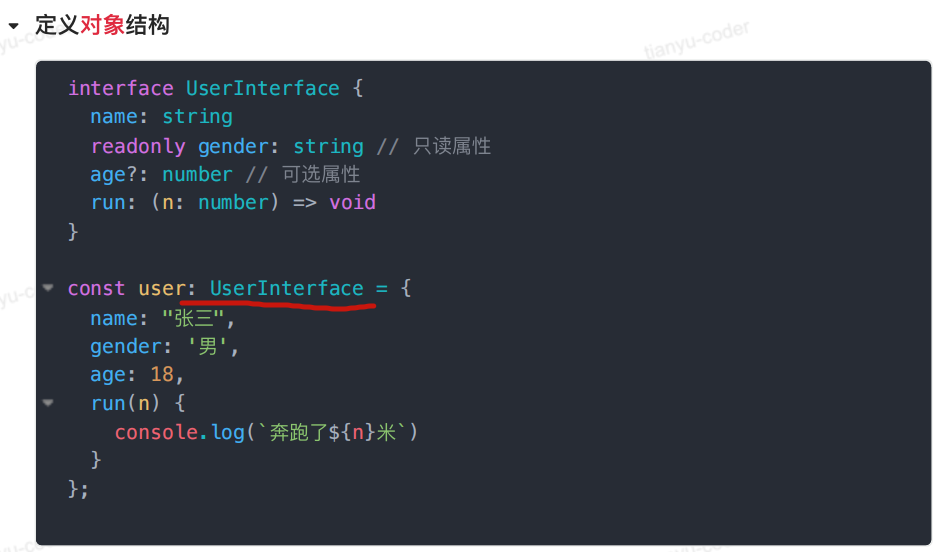 定义对象结构
tianyu-coder
interface UserInterface {
name: string
readonly gender: string // 只读属性
age?: number // 可选属性
run: (n: number) => void
}
const user: UserInterface = {
name: "张三",
gender: '男',
age: 18,
run(n) {
console.log(`奔跑了${n}米`)
}
};